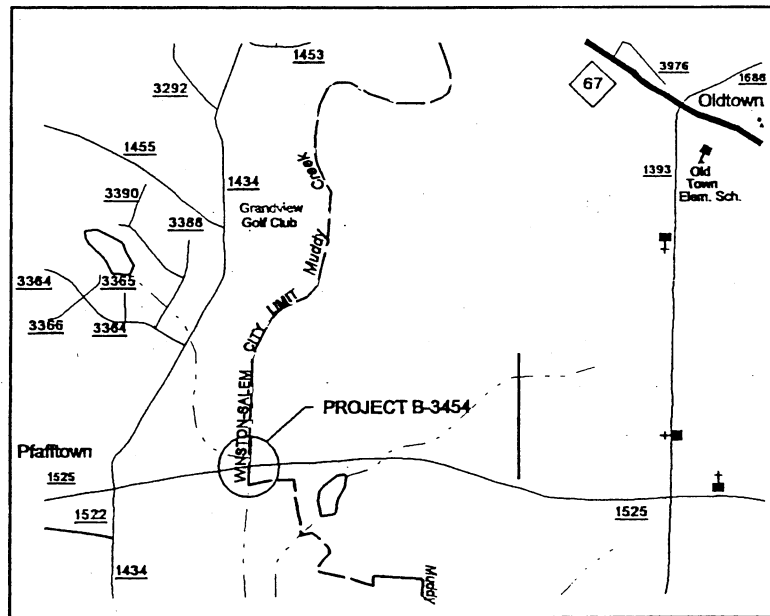 1453
3976
1686
3292
67
Oldtown
1455
1393
Old
Town
Elem. Sch.
3390
1434
Grandview
Golf Club
3388
Muddy Creek
3364
3365
3366
3364
WINSTON-SALEM CITY LIMIT
PROJECT B-3454
Pfafftown
1525
1522
1525
1434
Muddy